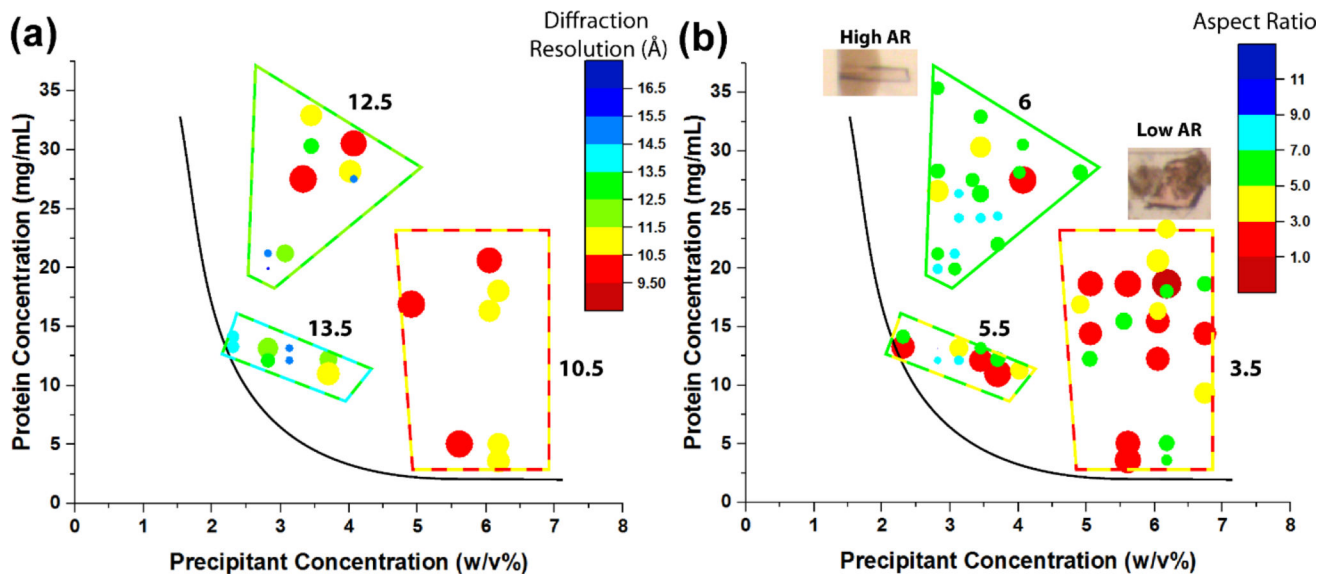 (a)
Diffraction
Resolution (Å)
16.5
15.5
14.5
13.5
12.5
11.5
10.5
9.50
12.5
13.5
10.5
Protein Concentration (mg/mL)
35
30
25
20
15
10
5
0
0 1 2 3 4 5 6 7 8
Precipitant Concentration (w/v%)
(b)
Aspect Ratio
11
9.0
7.0
5.0
3.0
1.0
High AR
Low AR
6
5.5
3.5
Protein Concentration (mg/mL)
35
30
25
20
15
10
5
0
0 1 2 3 4 5 6 7 8
Precipitant Concentration (w/v%)